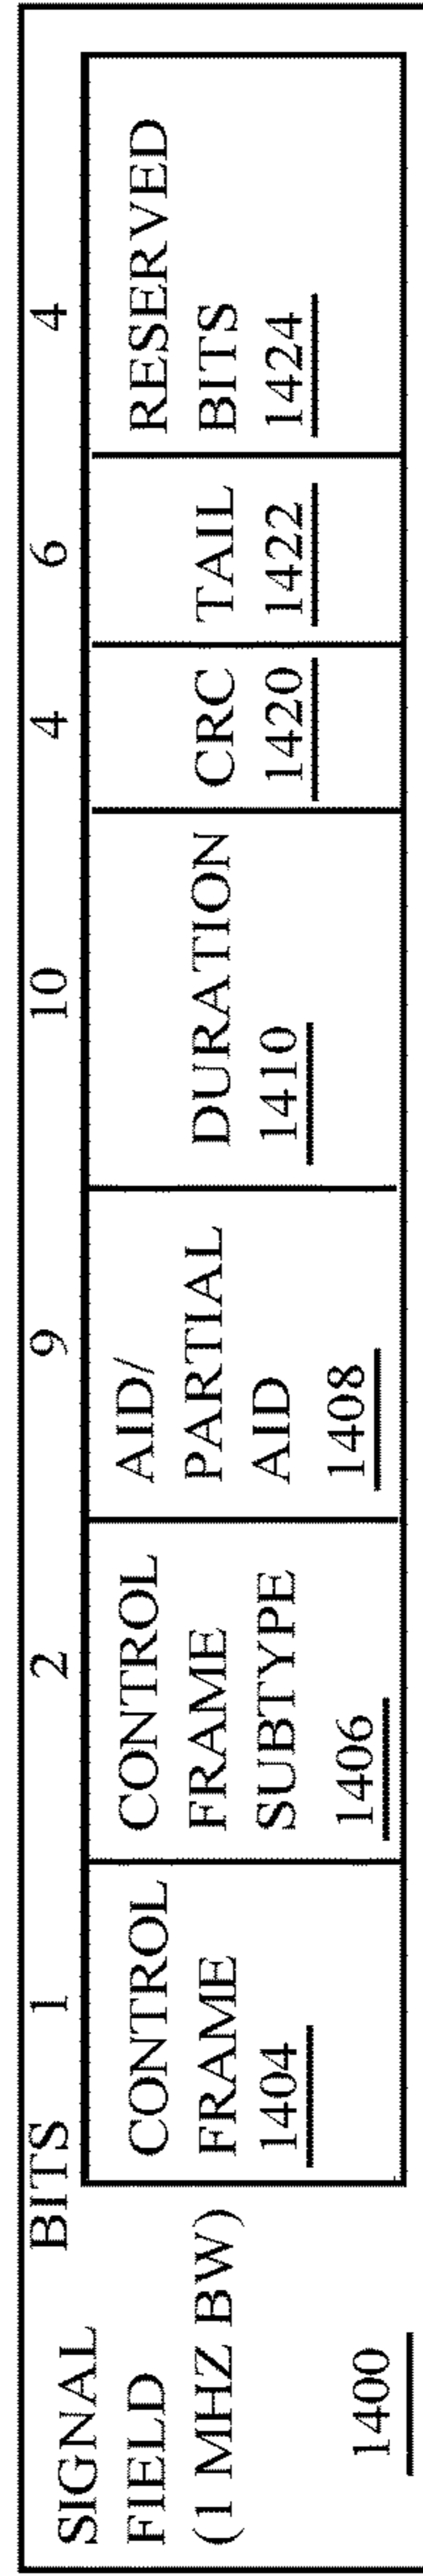 SIGNAL
FIELD
(1 MHZ BW)
1400
BITS 1 2 9 10 4 6 4
CONTROL
FRAME
1404
CONTROL
FRAME
SUBTYPE
1406
AID/
PARTIAL
AID
1408
DURATION
1410
CRC
1420
TAIL
1422
RESERVED
BITS
1424